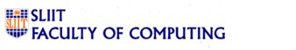 SLIIT
FACULTY OF COMPUTING